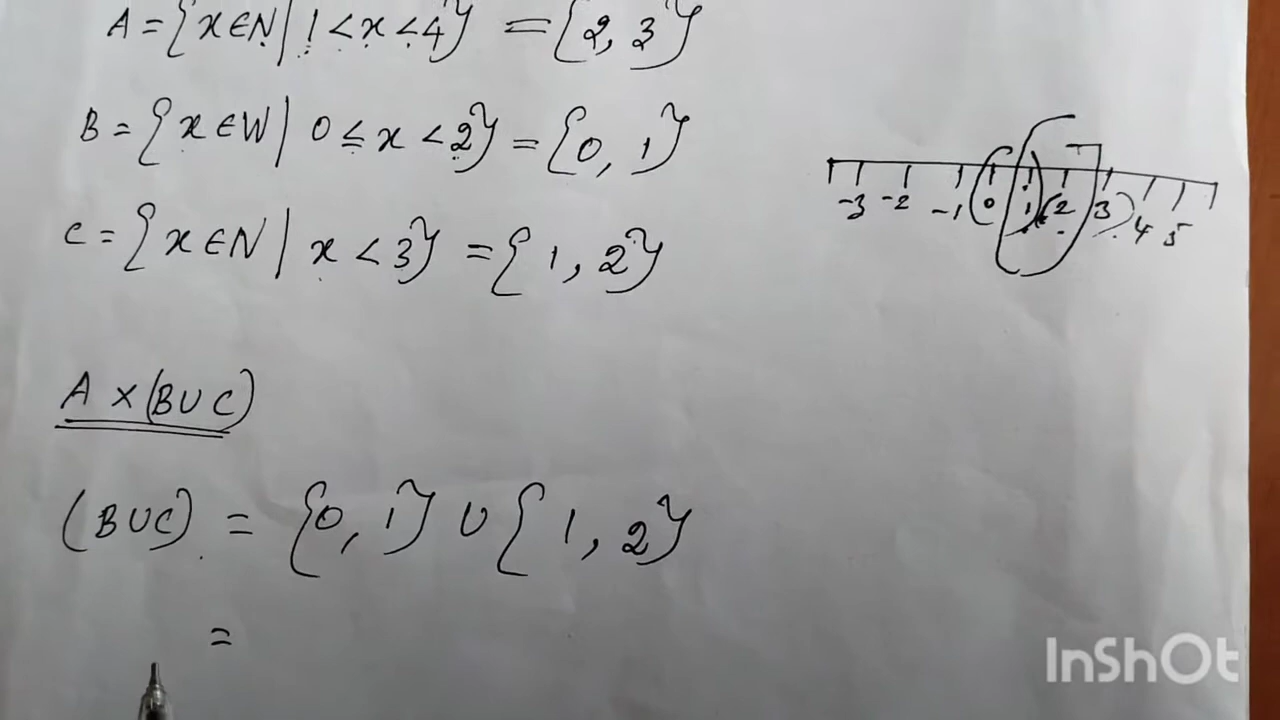 A = {x ∈ N | 1 < x < 4} = {2, 3}
B = {x ∈ W | 0 ≤ x < 2} = {0, 1}
C = {x ∈ N | x < 3} = {1, 2}
-3 -2 -1 0 1 2 3 4 5
A × (B ∪ C)
(B ∪ C) = {0, 1} ∪ {1, 2}
=
InShOt